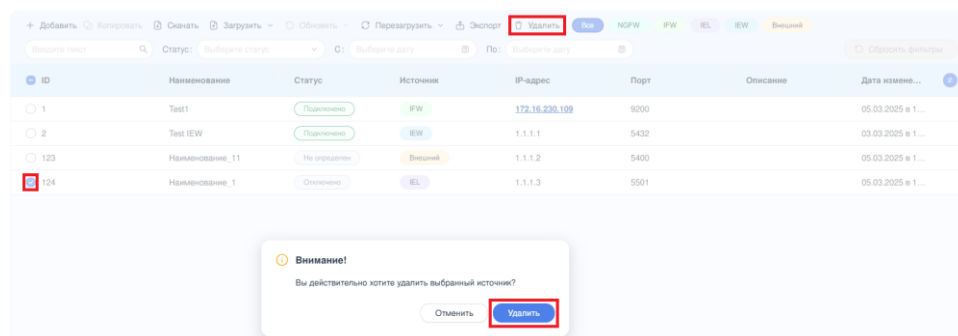 + Добавить Копировать Скачать Загрузить Обновить Перезагрузить Экспорт Удалить Все NGFW IFW IEL IEW Внешний
Введите текст Статус: Выберите статус С: Выберите дату По: Выберите дату Сбросить фильтры
ID Наименование Статус Источник IP-адрес Порт Описание Дата измене...
1 Test1 Подключено IFW 172.16.230.109 9200 05.03.2025 в 1...
2 Test IEW Подключено IEW 1.1.1.1 5432 03.03.2025 в 1...
123 Наименование_11 Не определен Внешний 1.1.1.2 5400 05.03.2025 в 1...
124 Наименование_1 Отключено IEL 1.1.1.3 5501 05.03.2025 в 1...
Внимание!
Вы действительно хотите удалить выбранный источник?
Отменить Удалить